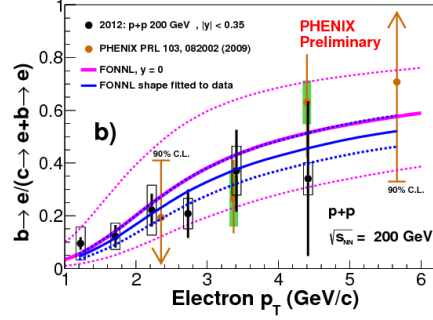 2012: p+p 200 GeV , |y| < 0.35
PHENIX PRL 103, 082002 (2009)
FONNL, y = 0
FONNL shape fitted to data
PHENIX
Preliminary
b)
90% C.L.
90% C.L.
p+p
√s_NN = 200 GeV
b→ e/(c→ e+b→ e)
1
0.8
0.6
0.4
0.2
0
1 2 3 4 5 6 7
Electron p_T (GeV/c)